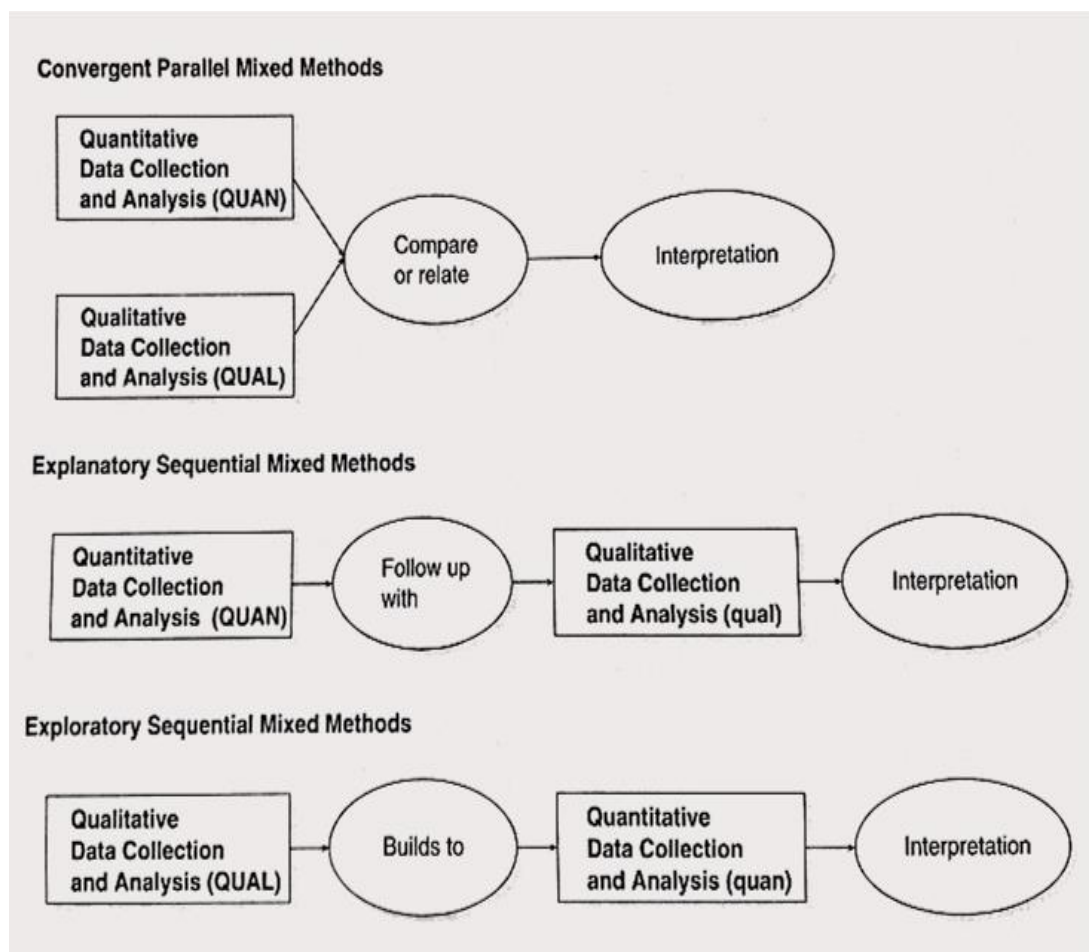 Convergent Parallel Mixed Methods
Quantitative
Data Collection
and Analysis (QUAN)
Compare
or relate
Interpretation
Qualitative
Data Collection
and Analysis (QUAL)
Explanatory Sequential Mixed Methods
Quantitative
Data Collection
and Analysis (QUAN)
Follow up
with
Qualitative
Data Collection
and Analysis (qual)
Interpretation
Exploratory Sequential Mixed Methods
Qualitative
Data Collection
and Analysis (QUAL)
Builds to
Quantitative
Data Collection
and Analysis (quan)
Interpretation